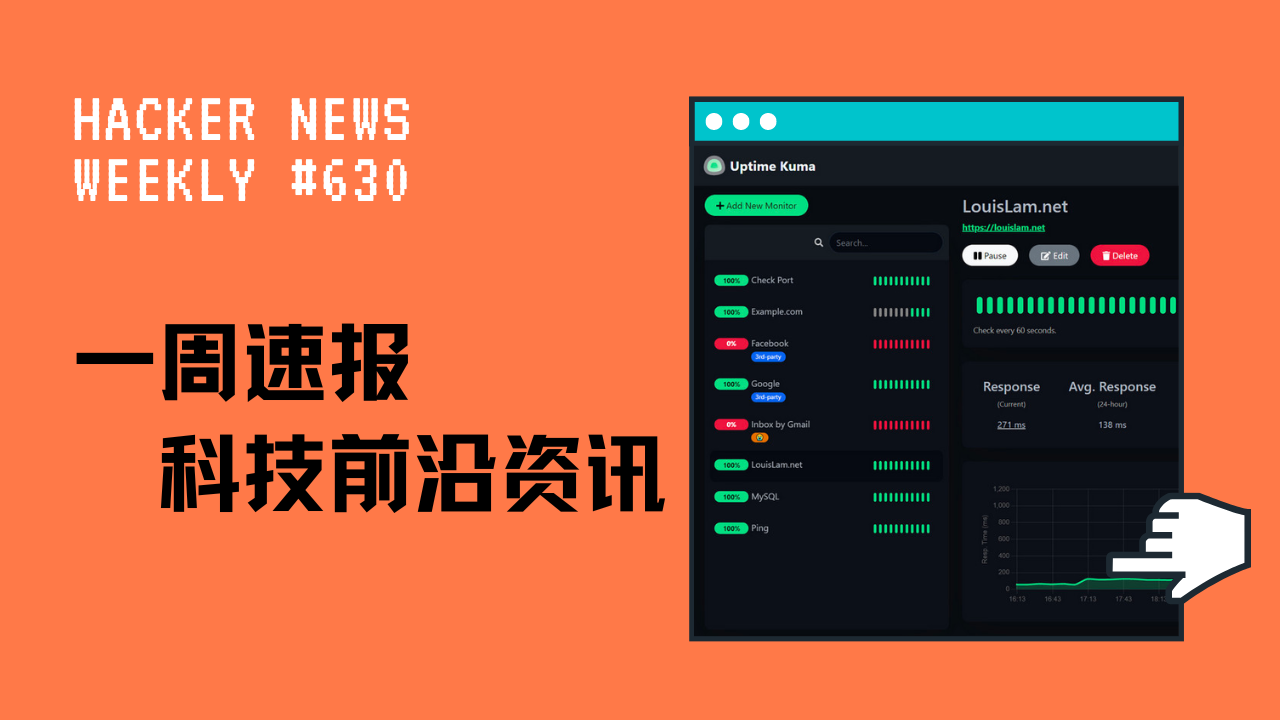 HACKER NEWS
WEEKLY #630
一周速报
科技前沿资讯
Uptime Kuma
+ Add New Monitor
Search...
100% Check Port
100% Example.com
0% Facebook
3rd-party
100% Google
3rd-party
0% Inbox by Gmail
100% LouisLam.net
100% MySQL
100% Ping
LouisLam.net
https://louislam.net
Pause Edit Delete
Check every 60 seconds.
Response Avg. Response
(Current) (24-hour)
271 ms 138 ms
Resp. Time (ms)
1,200
1,000
800
600
400
200
0
16:13 16:43 17:13 17:43 18:1